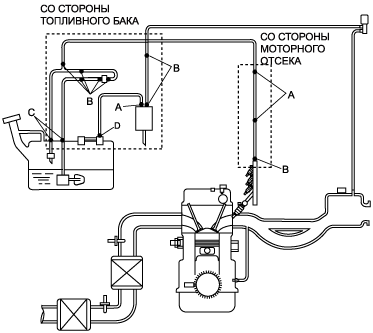 СО СТОРОНЫ
ТОПЛИВНОГО БАКА
СО СТОРОНЫ
МОТОРНОГО
ОТСЕКА
B
A
B
C
A
D
B